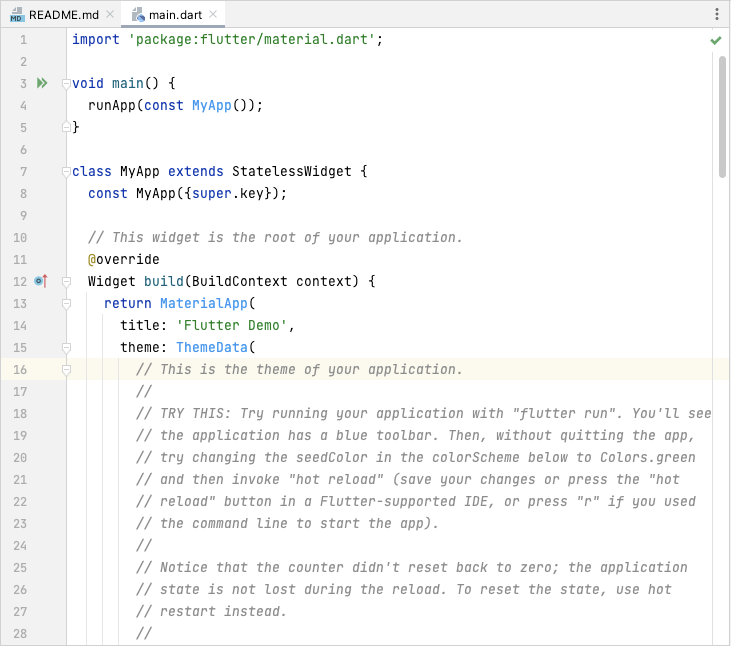 README.md main.dart
1 import 'package:flutter/material.dart';
2
3 void main() {
4 runApp(const MyApp());
5 }
6
7 class MyApp extends StatelessWidget {
8 const MyApp({super.key});
9
10 // This widget is the root of your application.
11 @override
12 Widget build(BuildContext context) {
13 return MaterialApp(
14 title: 'Flutter Demo',
15 theme: ThemeData(
16 // This is the theme of your application.
17 //
18 // TRY THIS: Try running your application with "flutter run". You'll see
19 // the application has a blue toolbar. Then, without quitting the app,
20 // try changing the seedColor in the colorScheme below to Colors.green
21 // and then invoke "hot reload" (save your changes or press the "hot
22 // reload" button in a Flutter-supported IDE, or press "r" if you used
23 // the command line to start the app).
24 //
25 // Notice that the counter didn't reset back to zero; the application
26 // state is not lost during the reload. To reset the state, use hot
27 // restart instead.
28 //